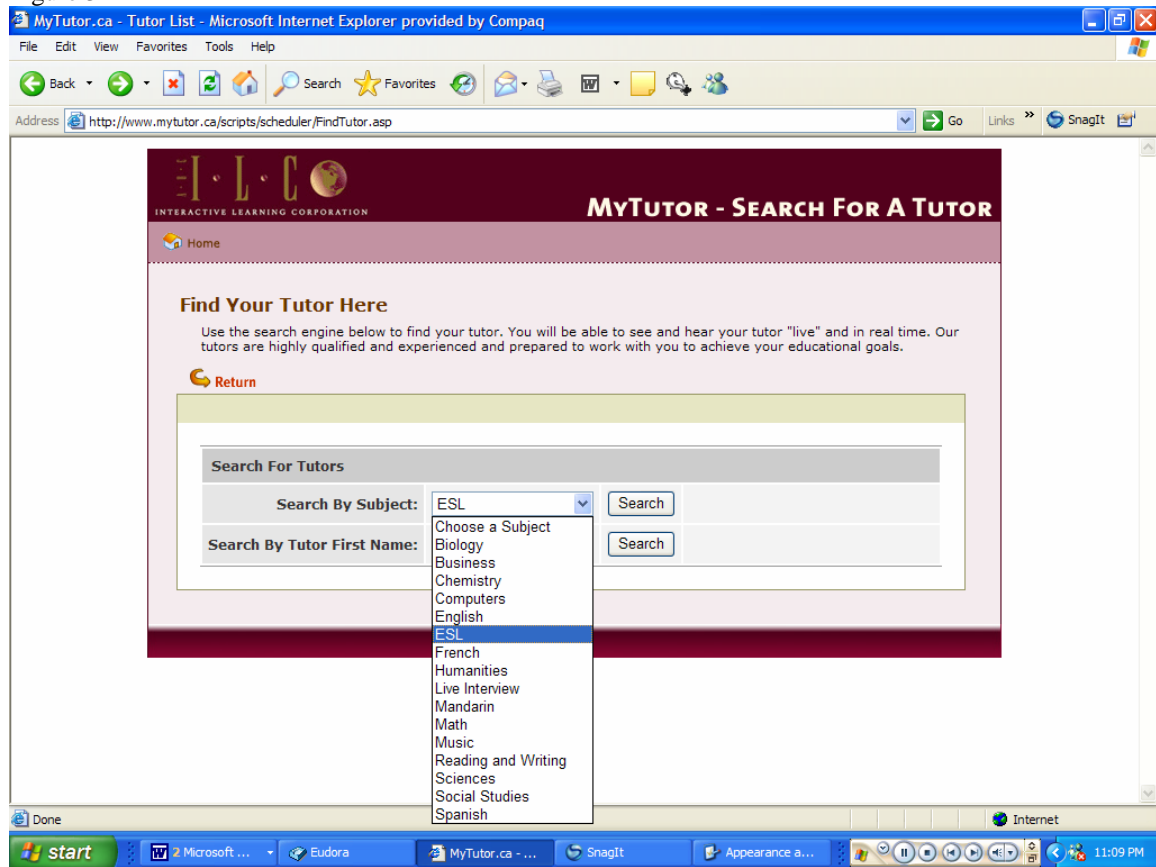 MyTutor.ca - Tutor List - Microsoft Internet Explorer provided by Compaq
File Edit View Favorites Tools Help
Back Search Favorites
Address http://www.mytutor.ca/scripts/scheduler/FindTutor.asp Go Links » SnagIt
I·L·CO
INTERACTIVE LEARNING CORPORATION
MYTUTOR - SEARCH FOR A TUTOR
Home
Find Your Tutor Here
Use the search engine below to find your tutor. You will be able to see and hear your tutor "live" and in real time. Our
tutors are highly qualified and experienced and prepared to work with you to achieve your educational goals.
Return
Search For Tutors
Search By Subject: ESL Search
Search By Tutor First Name: Search
Choose a Subject
Biology
Business
Chemistry
Computers
English
ESL
French
Humanities
Live Interview
Mandarin
Math
Music
Reading and Writing
Sciences
Social Studies
Spanish
Done Internet
start 2 Microsoft ... Eudora MyTutor.ca - ... SnagIt Appearance a... 11:09 PM